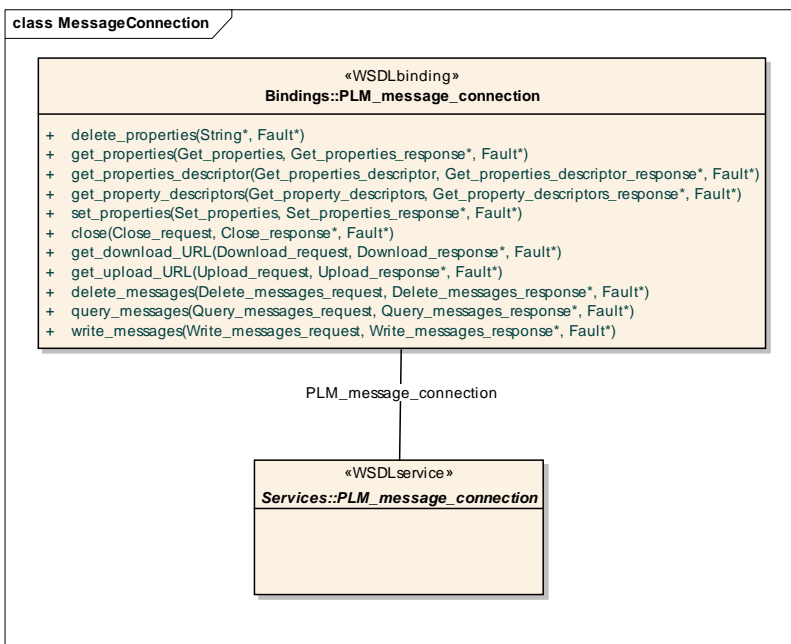 class MessageConnection
«WSDLbinding»
Bindings::PLM_message_connection
+ delete_properties(String*, Fault*)
+ get_properties(Get_properties, Get_properties_response*, Fault*)
+ get_properties_descriptor(Get_properties_descriptor, Get_properties_descriptor_response*, Fault*)
+ get_property_descriptors(Get_property_descriptors, Get_property_descriptors_response*, Fault*)
+ set_properties(Set_properties, Set_properties_response*, Fault*)
+ close(Close_request, Close_response*, Fault*)
+ get_download_URL(Download_request, Download_response*, Fault*)
+ get_upload_URL(Upload_request, Upload_response*, Fault*)
+ delete_messages(Delete_messages_request, Delete_messages_response*, Fault*)
+ query_messages(Query_messages_request, Query_messages_response*, Fault*)
+ write_messages(Write_messages_request, Write_messages_response*, Fault*)
PLM_message_connection
«WSDLservice»
Services::PLM_message_connection